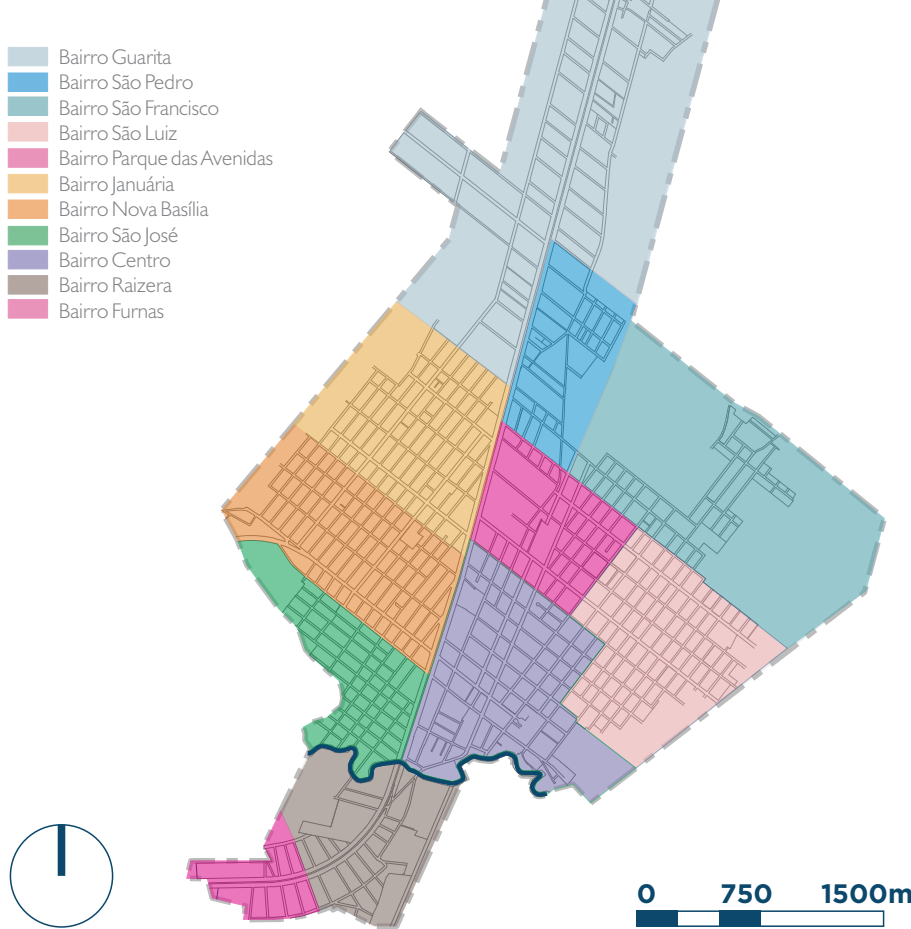 Bairro Guarita
Bairro São Pedro
Bairro São Francisco
Bairro São Luiz
Bairro Parque das Avenidas
Bairro Januária
Bairro Nova Basília
Bairro São José
Bairro Centro
Bairro Raizera
Bairro Furnas
0 750 1500m